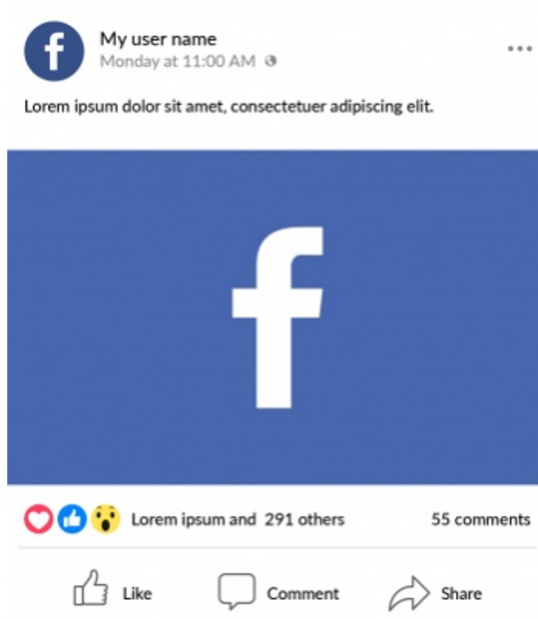 My user name
Monday at 11:00 AM
Lorem ipsum dolor sit amet, consectetuer adipiscing elit.
f
Lorem ipsum and 291 others
55 comments
Like
Comment
Share